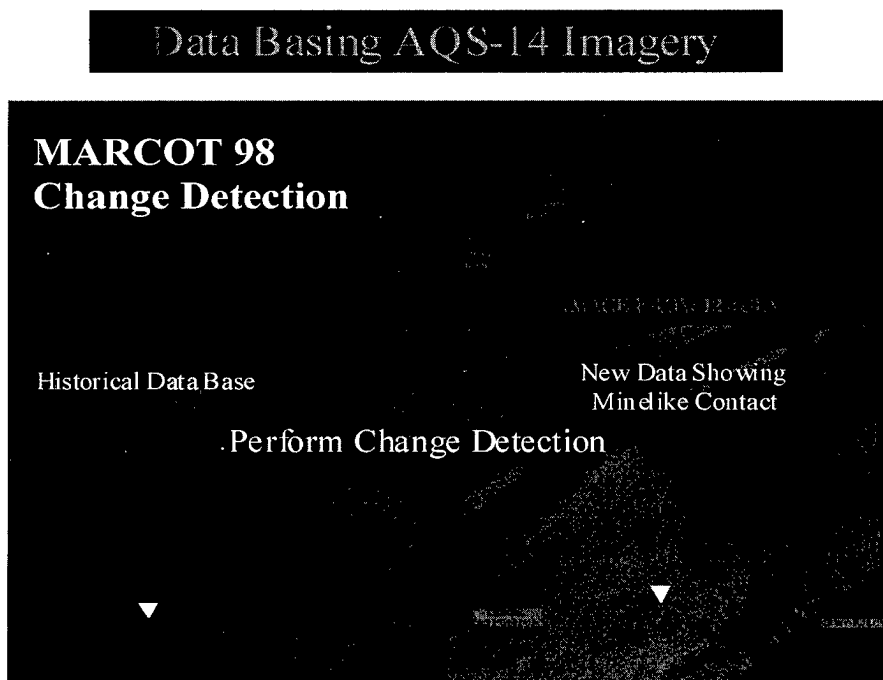 Data Basing AQS-14 Imagery
MARCOT 98
Change Detection
Historical Data Base
New Data Showing
Minelike Contact
Perform Change Detection